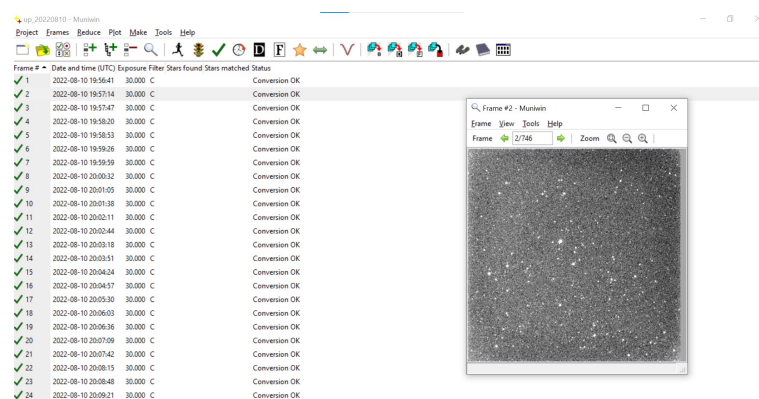 up_20220810 - Muniwin
Project Frames Reduce Plot Make Tools Help
D F
Frame # Date and time (UTC) Exposure Filter Stars found Stars matched Status
1 2022-08-10 19:56:41 30.000 C Conversion OK
2 2022-08-10 19:57:14 30.000 C Conversion OK
3 2022-08-10 19:57:47 30.000 C Conversion OK
4 2022-08-10 19:58:20 30.000 C Conversion OK
5 2022-08-10 19:58:53 30.000 C Conversion OK
6 2022-08-10 19:59:26 30.000 C Conversion OK
7 2022-08-10 19:59:59 30.000 C Conversion OK
8 2022-08-10 20:00:32 30.000 C Conversion OK
9 2022-08-10 20:01:05 30.000 C Conversion OK
10 2022-08-10 20:01:38 30.000 C Conversion OK
11 2022-08-10 20:02:11 30.000 C Conversion OK
12 2022-08-10 20:02:44 30.000 C Conversion OK
13 2022-08-10 20:03:18 30.000 C Conversion OK
14 2022-08-10 20:03:51 30.000 C Conversion OK
15 2022-08-10 20:04:24 30.000 C Conversion OK
16 2022-08-10 20:04:57 30.000 C Conversion OK
17 2022-08-10 20:05:30 30.000 C Conversion OK
18 2022-08-10 20:06:03 30.000 C Conversion OK
19 2022-08-10 20:06:36 30.000 C Conversion OK
20 2022-08-10 20:07:09 30.000 C Conversion OK
21 2022-08-10 20:07:42 30.000 C Conversion OK
22 2022-08-10 20:08:15 30.000 C Conversion OK
23 2022-08-10 20:08:48 30.000 C Conversion OK
24 2022-08-10 20:09:21 30.000 C Conversion OK
Frame #2 - Muniwin
Frame View Tools Help
Frame 2/746 Zoom